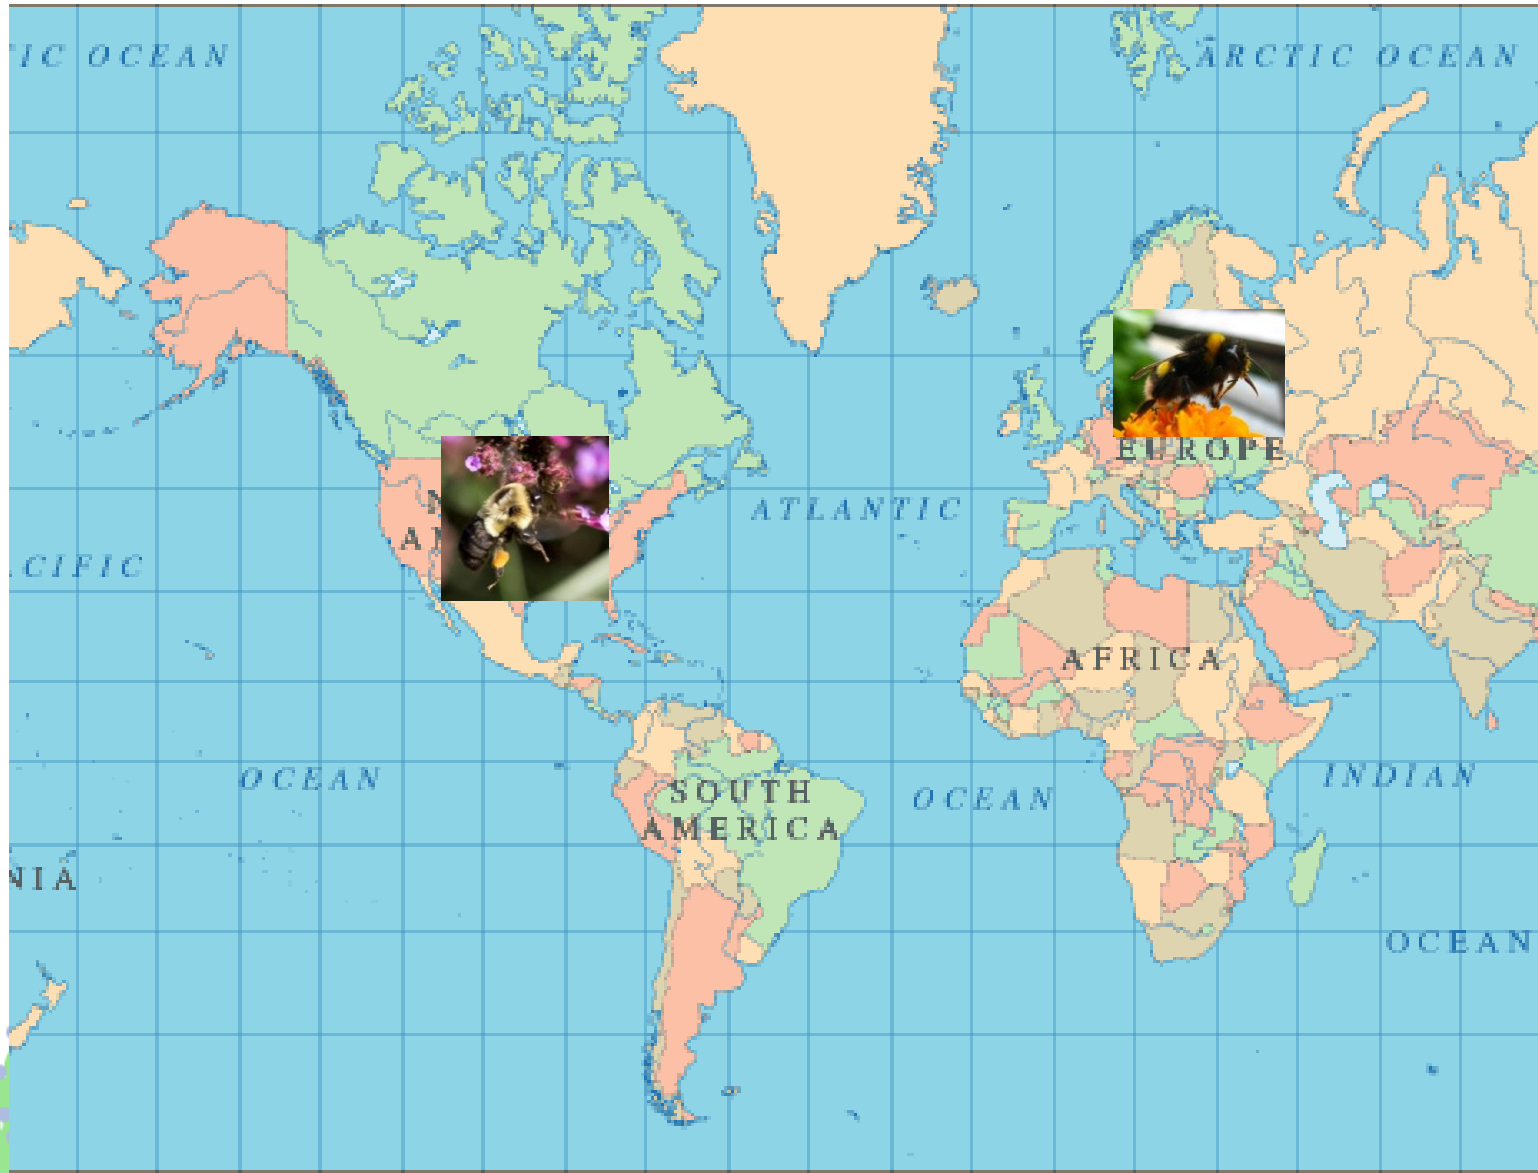 IC OCEAN
ARCTIC OCEAN
EUROPE
N
A
ATLANTIC
CIFIC
AFRICA
OCEAN
SOUTH
AMERICA
OCEAN
INDIAN
NIA
OCEAN